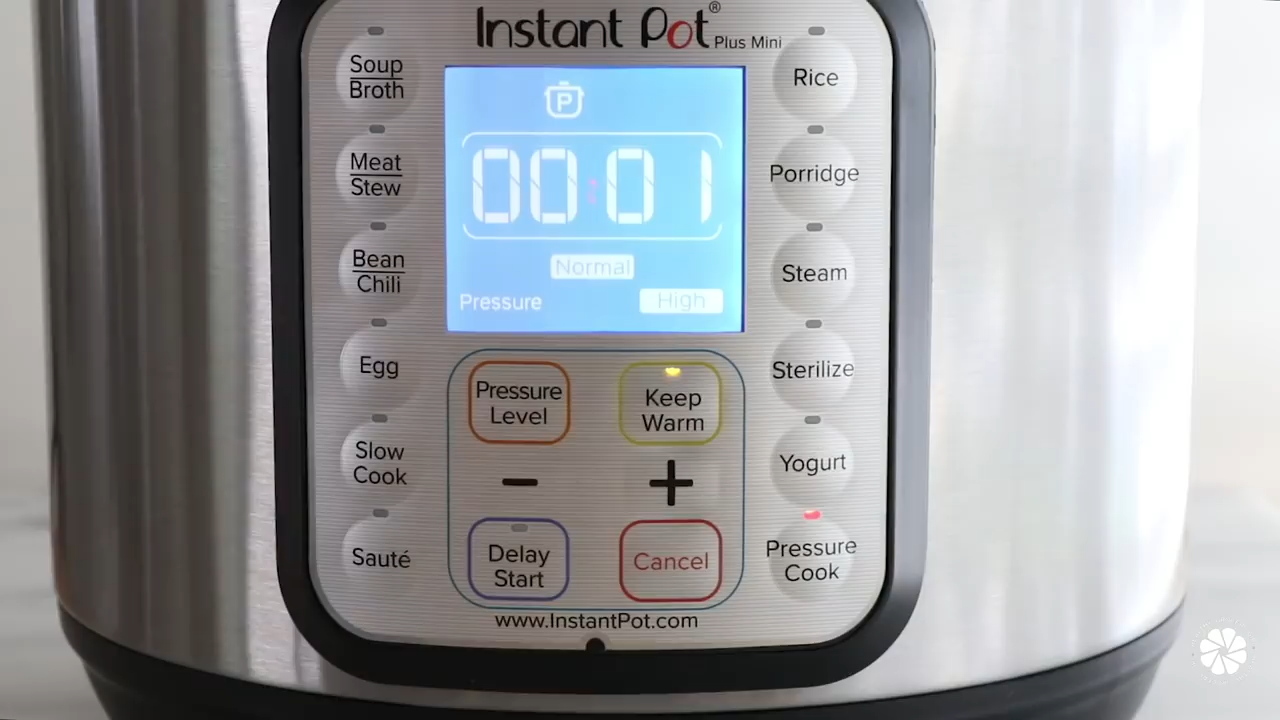 Instant Pot®
Plus Mini
Soup
Broth
Meat
Stew
Bean
Chili
Egg
Slow
Cook
Sauté
P
00:01
Normal
Pressure High
Pressure
Level
Keep
Warm
− +
Delay
Start
Cancel
Rice
Porridge
Steam
Sterilize
Yogurt
Pressure
Cook
www.InstantPot.com